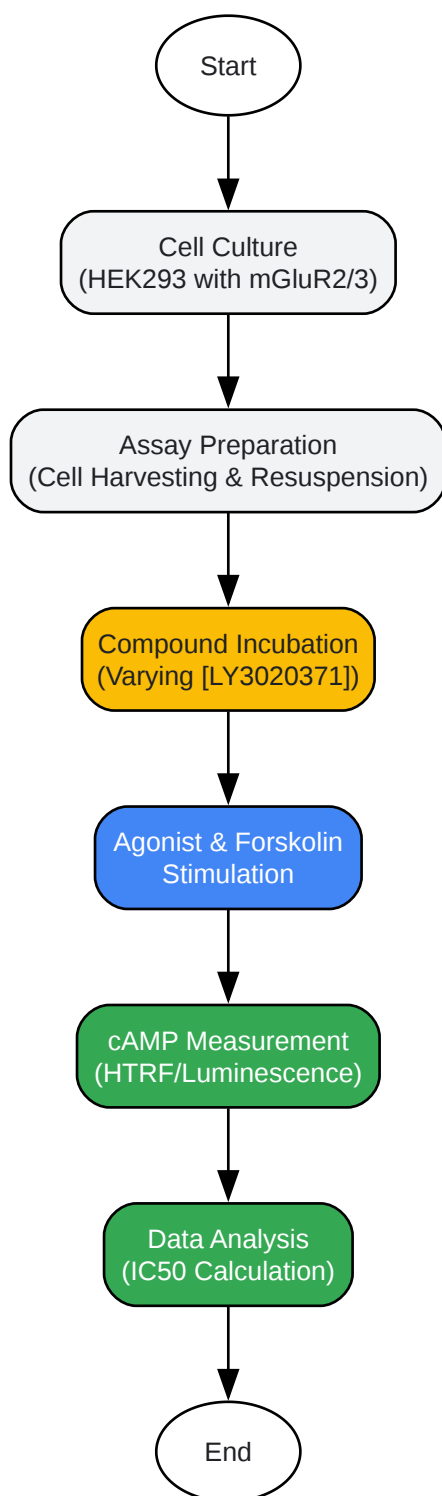 Start
Cell Culture
(HEK293 with mGluR2/3)
Assay Preparation
(Cell Harvesting & Resuspension)
Compound Incubation
(Varying [LY3020371])
Agonist & Forskolin
Stimulation
cAMP Measurement
(HTRF/Luminescence)
Data Analysis
(IC50 Calculation)
End